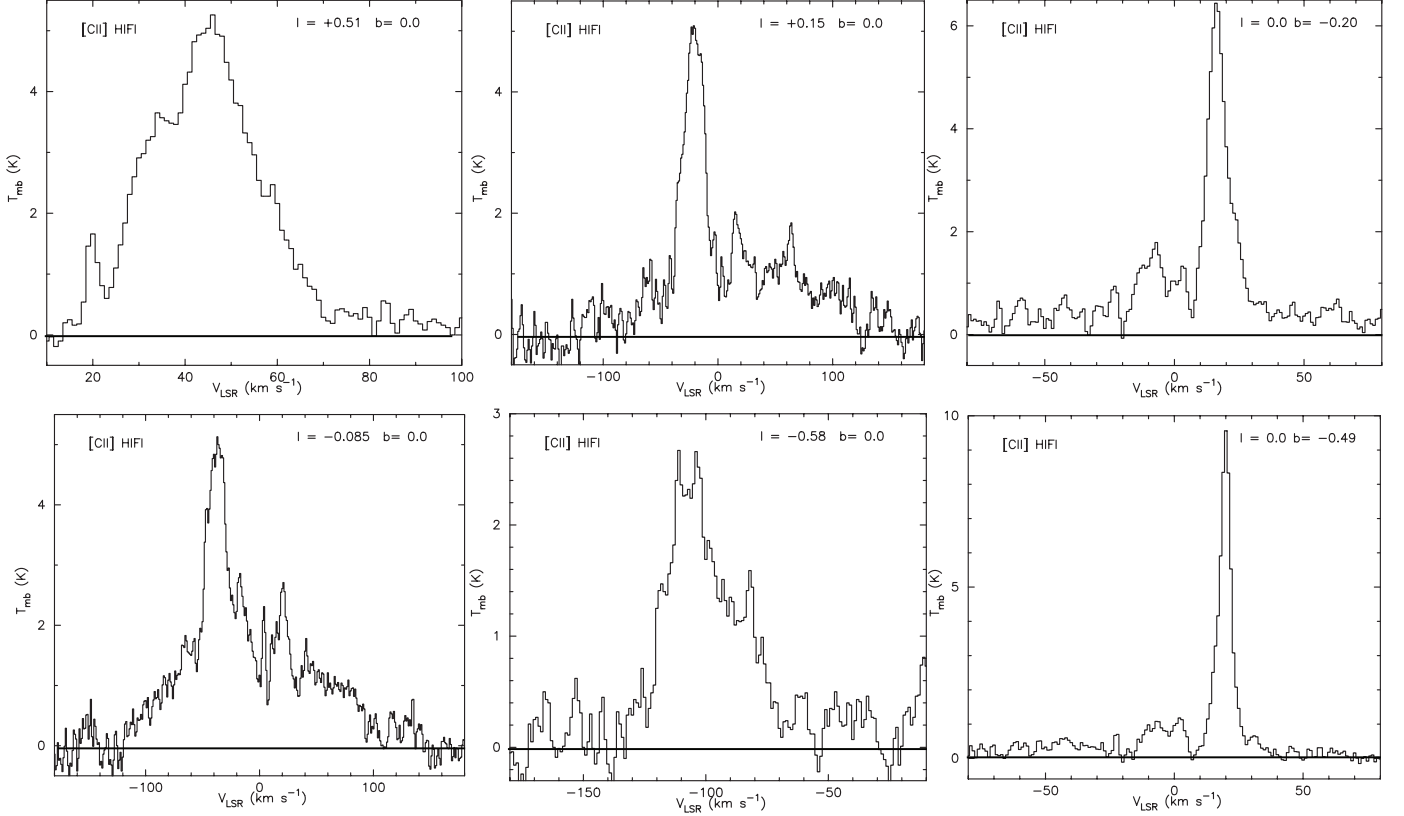 [CII] HIFI
l = +0.51 b= 0.0
4
2
0
T_mb (K)
20 40 60 80 100
V_LSR (km s⁻¹)
[CII] HIFI
l = +0.15 b= 0.0
4
2
0
T_mb (K)
−100 0 100
V_LSR (km s⁻¹)
[CII] HIFI
l = 0.0 b= −0.20
6
4
2
0
T_mb (K)
−50 0 50
V_LSR (km s⁻¹)
[CII] HIFI
l = −0.085 b= 0.0
4
2
0
T_mb (K)
−100 0 100
V_LSR (km s⁻¹)
[CII] HIFI
l = −0.58 b= 0.0
3
2
1
0
T_mb (K)
−150 −100 −50
V_LSR (km s⁻¹)
[CII] HIFI
l = 0.0 b= −0.49
10
5
0
T_mb (K)
−50 0 50
V_LSR (km s⁻¹)